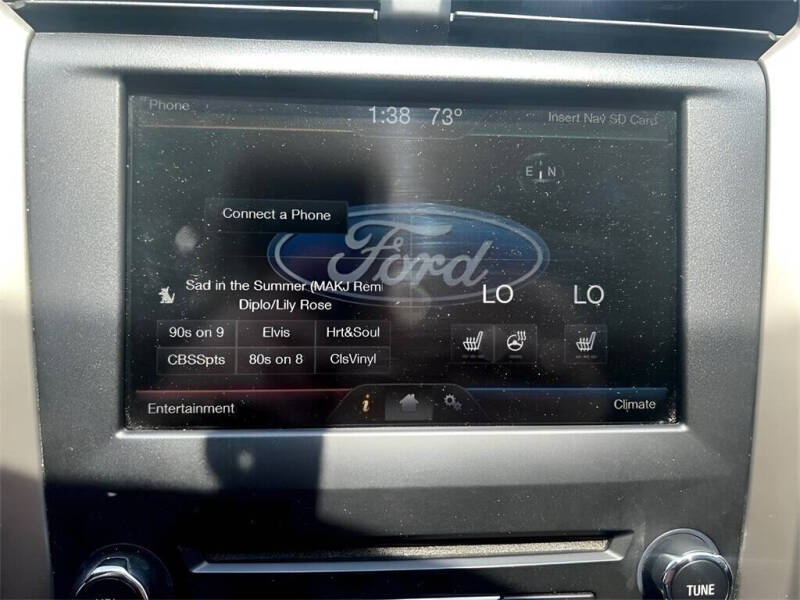 Phone
1:38 73°
Insert Nav SD Card
E N
Connect a Phone
Ford
Sad in the Summer (MAKJ Remi
Diplo/Lily Rose
LO LO
90s on 9 Elvis Hrt&Soul
CBSSpts 80s on 8 ClsVinyl
Entertainment
i
Climate
TUNE